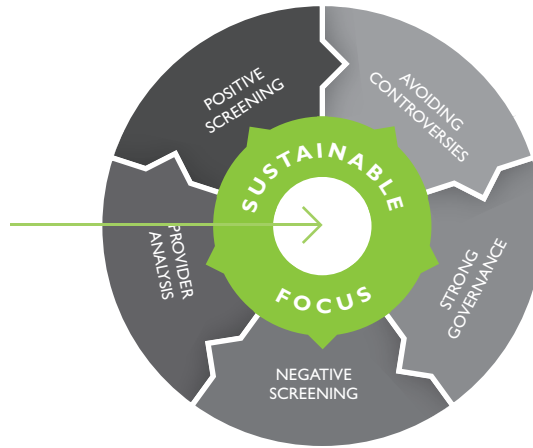 POSITIVE
SCREENING
AVOIDING
CONTROVERSIES
STRONG
GOVERNANCE
NEGATIVE
SCREENING
PROVIDER
ANALYSIS
SUSTAINABLE
FOCUS